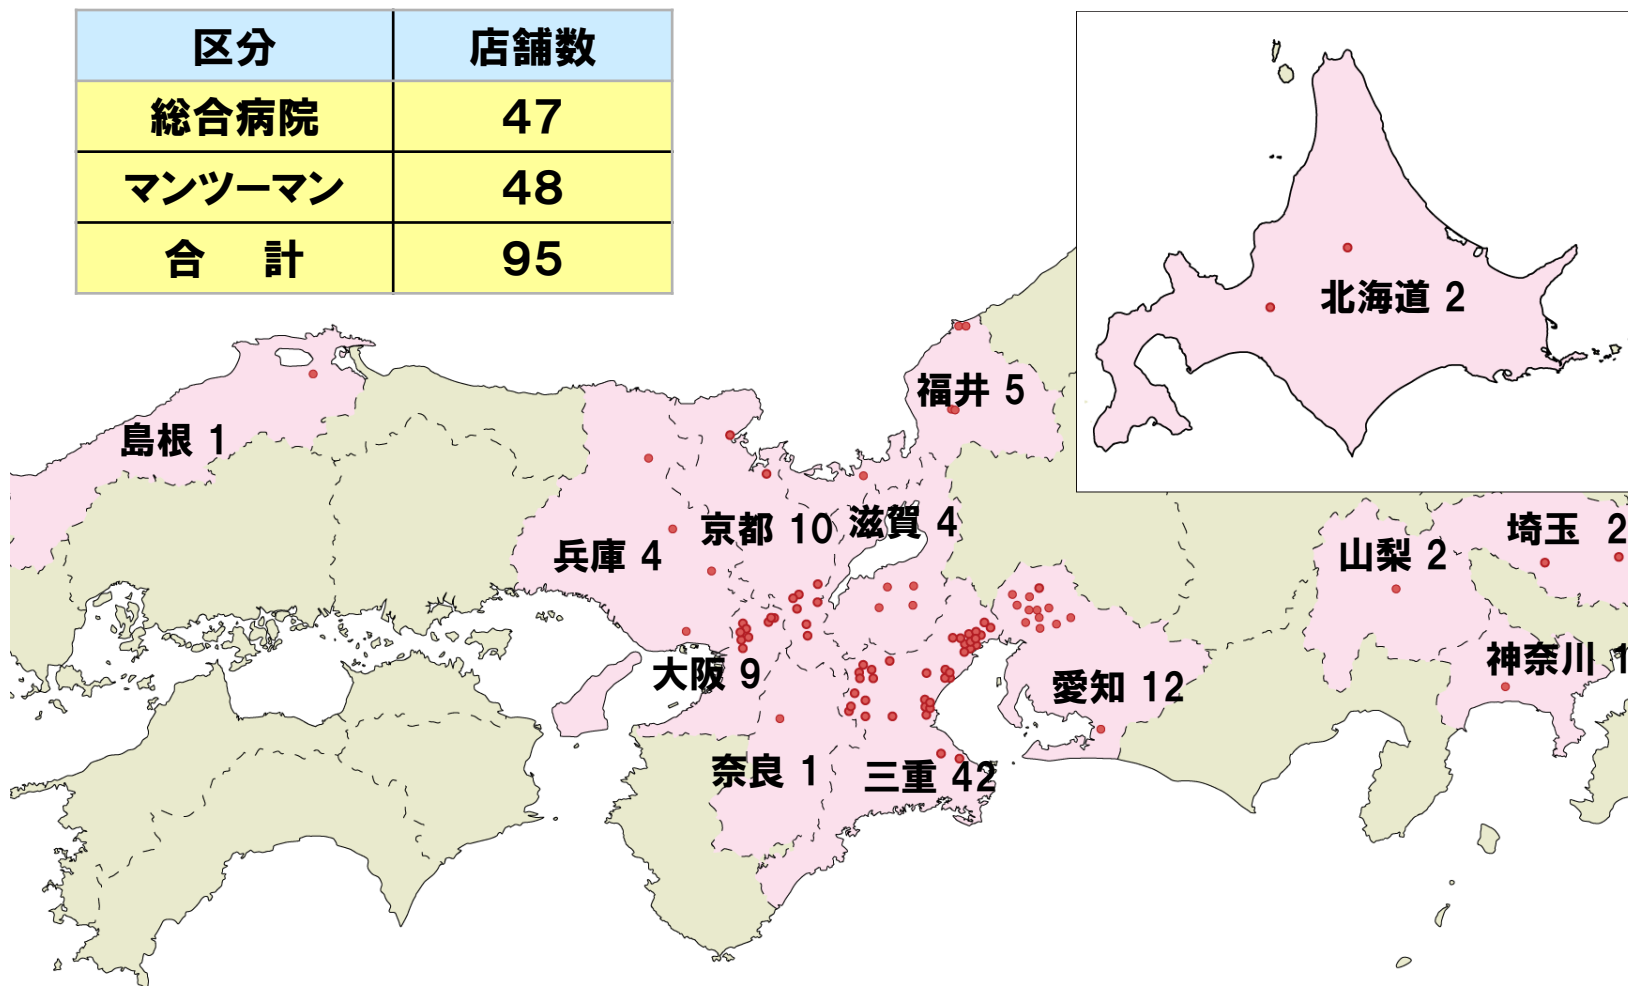 区分 店舗数
総合病院 47
マンツーマン 48
合 計 95
北海道 2
福井 5
島根 1
京都 10
滋賀 4
兵庫 4
埼玉 2
山梨 2
神奈川 1
大阪 9
愛知 12
奈良 1
三重 42